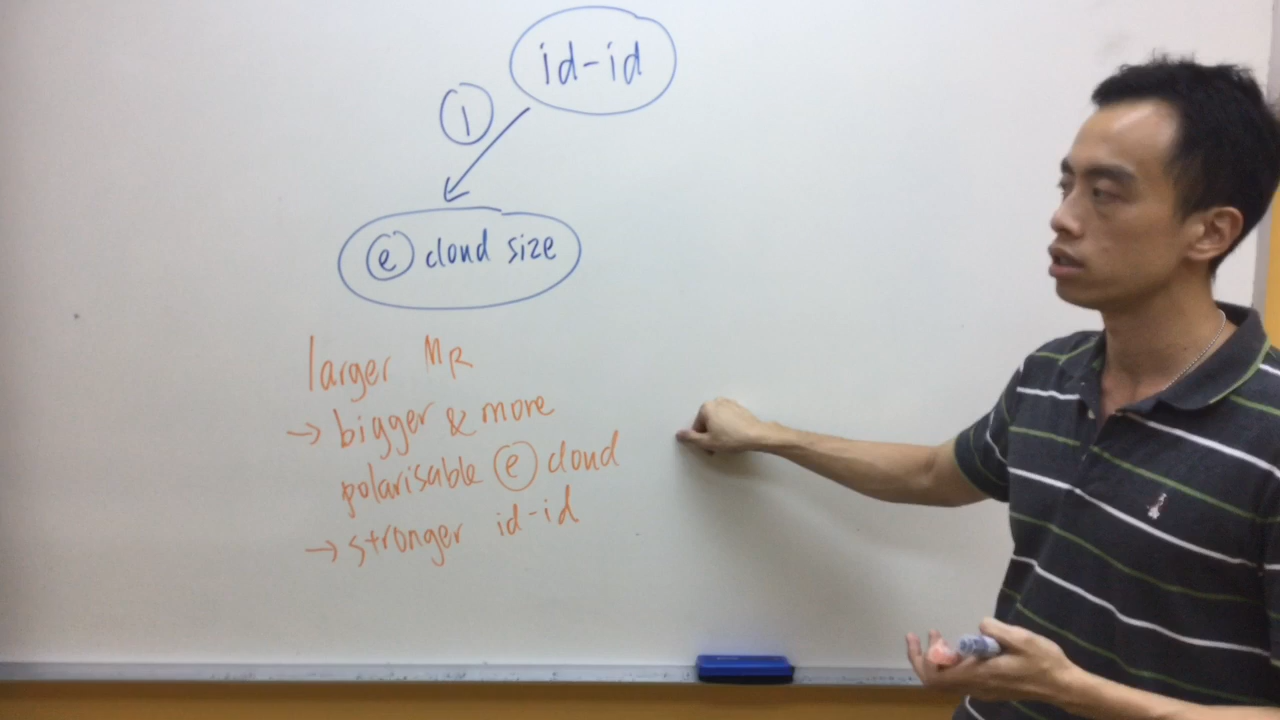 id-id
1
e cloud size
larger MR
→ bigger & more
polarisable e cloud
→ stronger id-id